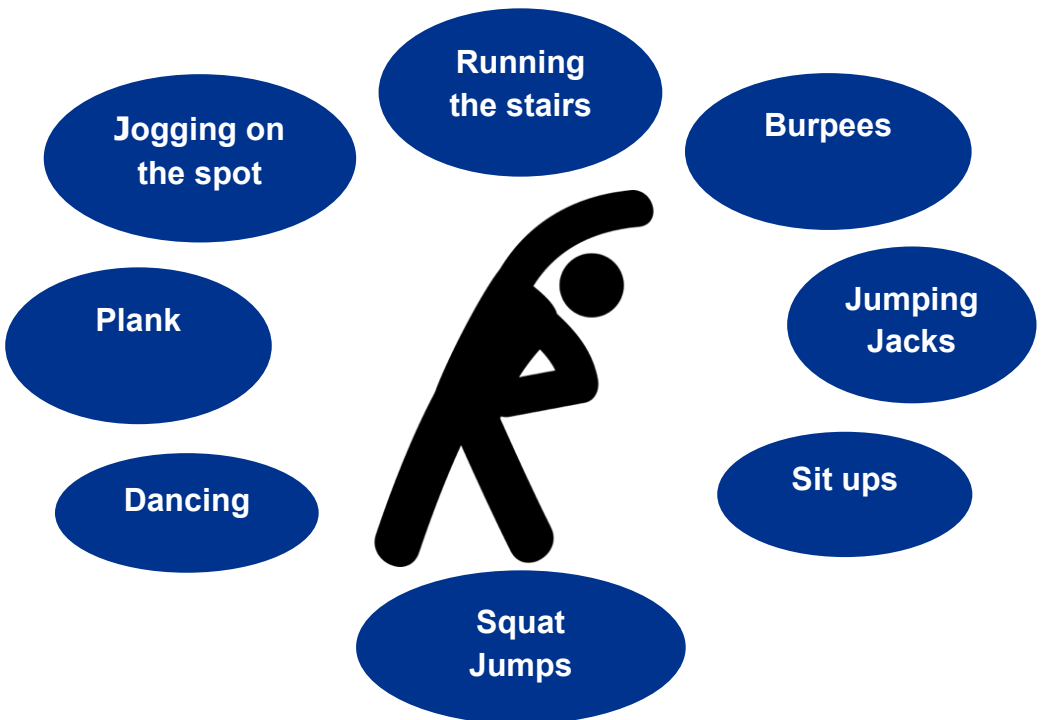 Running
the stairs
Jogging on
the spot
Burpees
Plank
Jumping
Jacks
Dancing
Sit ups
Squat
Jumps